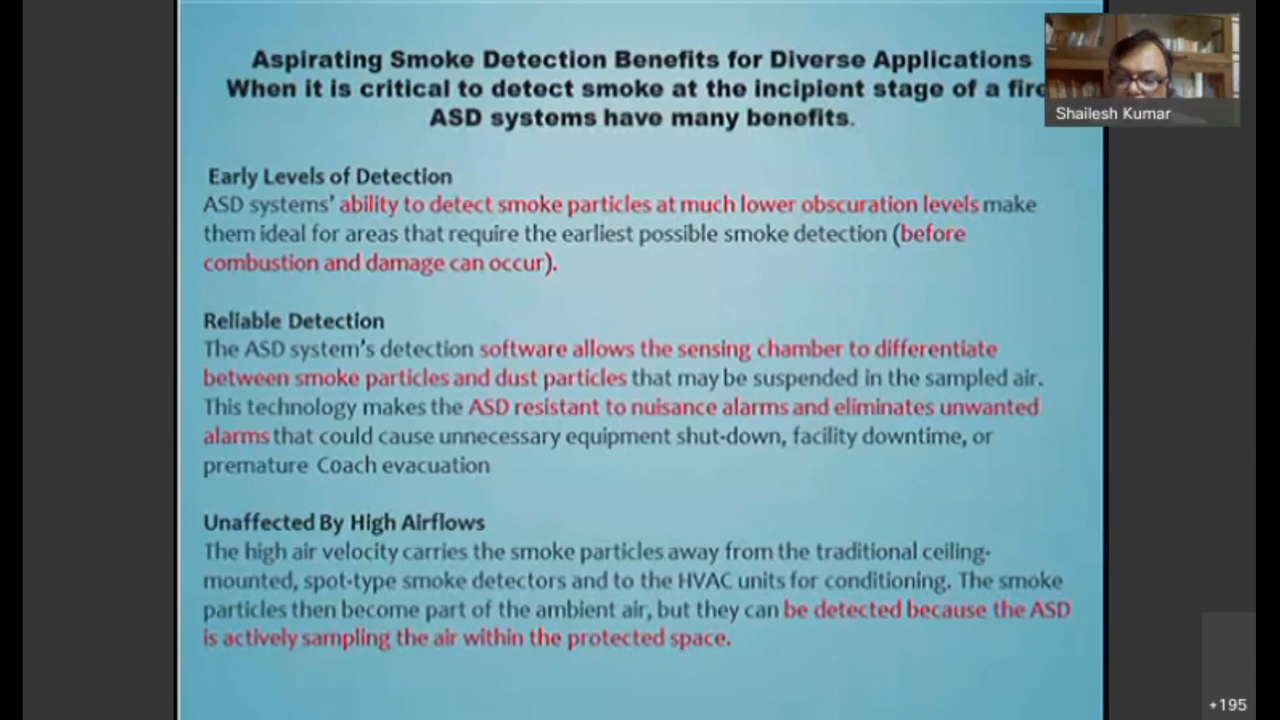 Aspirating Smoke Detection Benefits for Diverse Applications
When it is critical to detect smoke at the incipient stage of a fire
ASD systems have many benefits.
Shailesh Kumar
Early Levels of Detection
ASD systems' ability to detect smoke particles at much lower obscuration levels make
them ideal for areas that require the earliest possible smoke detection (before
combustion and damage can occur).
Reliable Detection
The ASD system's detection software allows the sensing chamber to differentiate
between smoke particles and dust particles that may be suspended in the sampled air.
This technology makes the ASD resistant to nuisance alarms and eliminates unwanted
alarms that could cause unnecessary equipment shut-down, facility downtime, or
premature Coach evacuation
Unaffected By High Airflows
The high air velocity carries the smoke particles away from the traditional ceiling-
mounted, spot-type smoke detectors and to the HVAC units for conditioning. The smoke
particles then become part of the ambient air, but they can be detected because the ASD
is actively sampling the air within the protected space.
+195